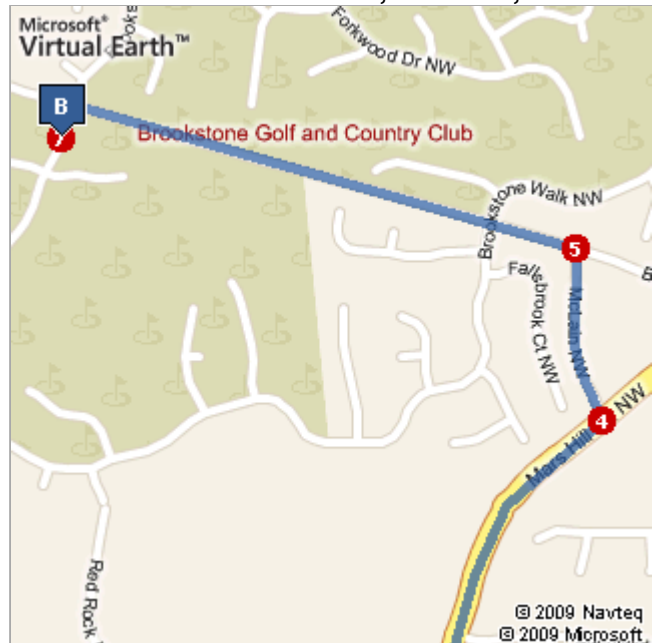 Microsoft®
Virtual Earth™
Forkwood Dr NW
B
Brookstone Golf and Country Club
Brookstone Walk NW
5
Fallsbrook Ct NW
McLain NW
4
Mars Hill
NW
Red Rock
© 2009 Navteq
© 2009 Microsoft